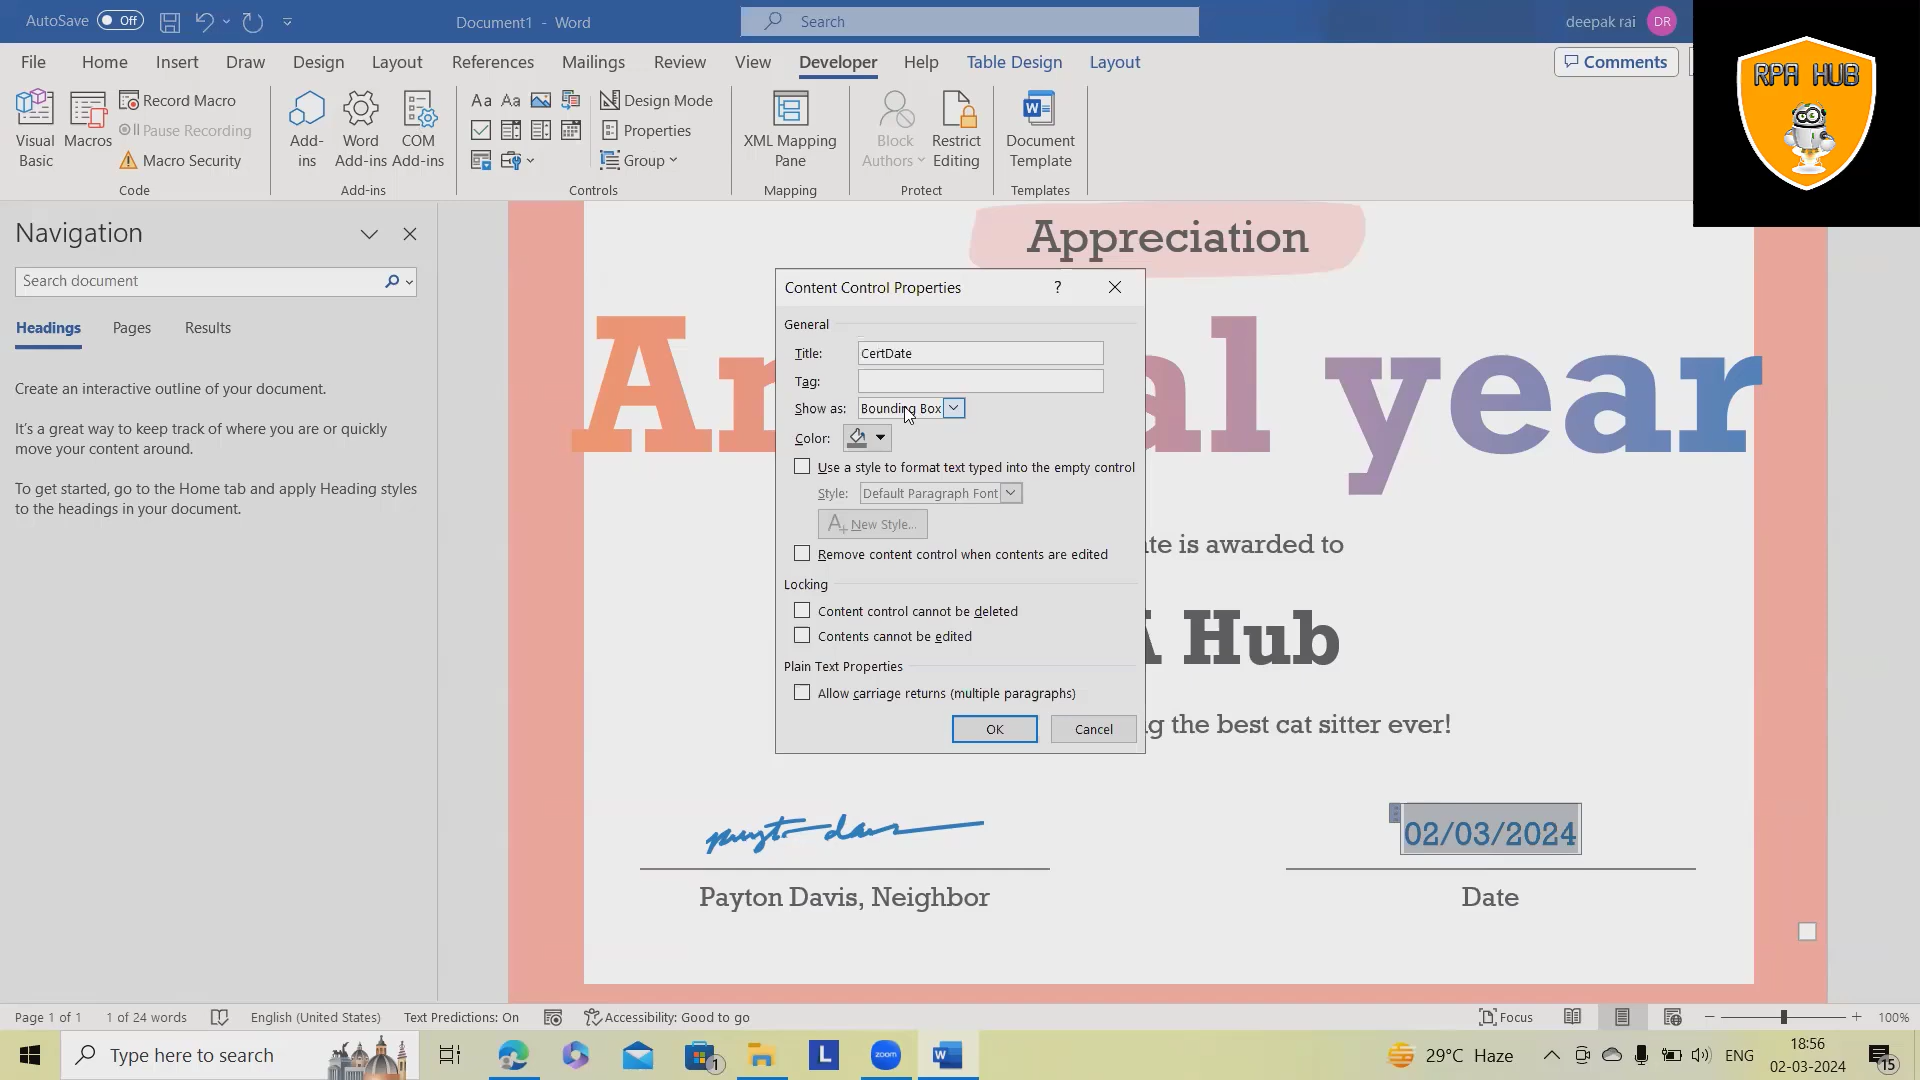 AutoSave Off
Document1 - Word
Search
deepak rai DR
File Home Insert Draw Design Layout References Mailings Review View Developer Help Table Design Layout
Comments
RPA HUB
Visual Basic
Macros
Record Macro
Pause Recording
Macro Security
Code
Add-ins
Word Add-ins
COM Add-ins
Add-ins
Aa Aa
Design Mode
Properties
Group
Controls
XML Mapping Pane
Mapping
Block Authors
Restrict Editing
Protect
Document Template
Templates
Navigation
Search document
Headings Pages Results
Create an interactive outline of your document.
It's a great way to keep track of where you are or quickly
move your content around.
To get started, go to the Home tab and apply Heading styles
to the headings in your document.
Appreciation
Content Control Properties ?
General
Title: CertDate
Tag:
Show as: Bounding Box
Color:
Use a style to format text typed into the empty control
Style: Default Paragraph Font
New Style...
Remove content control when contents are edited
Locking
Content control cannot be deleted
Contents cannot be edited
Plain Text Properties
Allow carriage returns (multiple paragraphs)
OK Cancel
al year
is awarded to
Hub
the best cat sitter ever!
02/03/2024
Payton Davis, Neighbor
Date
Page 1 of 1 1 of 24 words English (United States) Text Predictions: On Accessibility: Good to go
Focus
100%
Type here to search
1
L
zoom
W
29°C Haze
ENG
18:56
02-03-2024
15